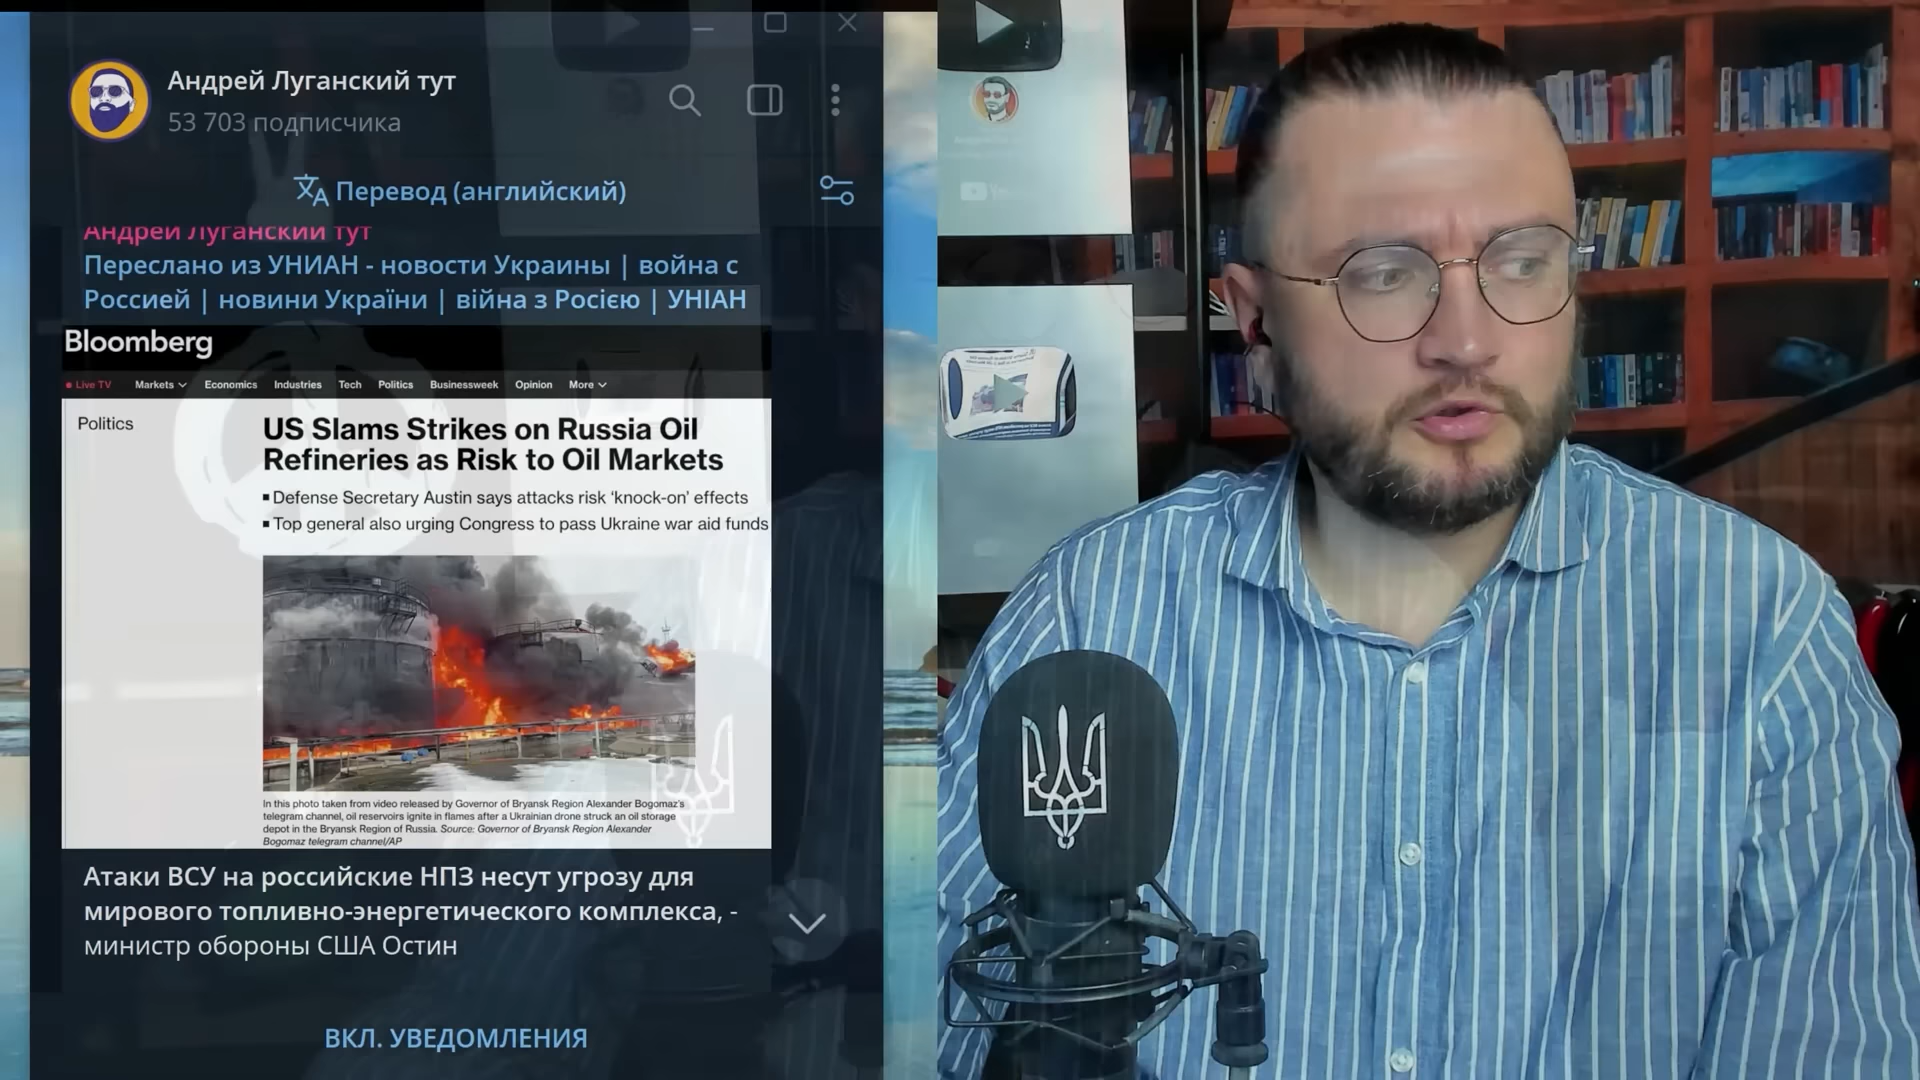 Андрей Луганский тут
53 703 подписчика
Перевод (английский)
Андрей Луганский тут
Переслано из УНИАН - новости Украины | война с
Россией | новини України | війна з Росією | УНІАН
Bloomberg
Live TV Markets Economics Industries Tech Politics Businessweek Opinion More
Politics
US Slams Strikes on Russia Oil
Refineries as Risk to Oil Markets
Defense Secretary Austin says attacks risk ‘knock-on’ effects
Top general also urging Congress to pass Ukraine war aid funds
In this photo taken from video released by Governor of Bryansk Region Alexander Bogomaz's
telegram channel, oil reservoirs ignite in flames after a Ukrainian drone struck an oil storage
depot in the Bryansk Region of Russia. Source: Governor of Bryansk Region Alexander
Bogomaz telegram channel/AP
Атаки ВСУ на российские НПЗ несут угрозу для
мирового топливно-энергетического комплекса, -
министр обороны США Остин
ВКЛ. УВЕДОМЛЕНИЯ